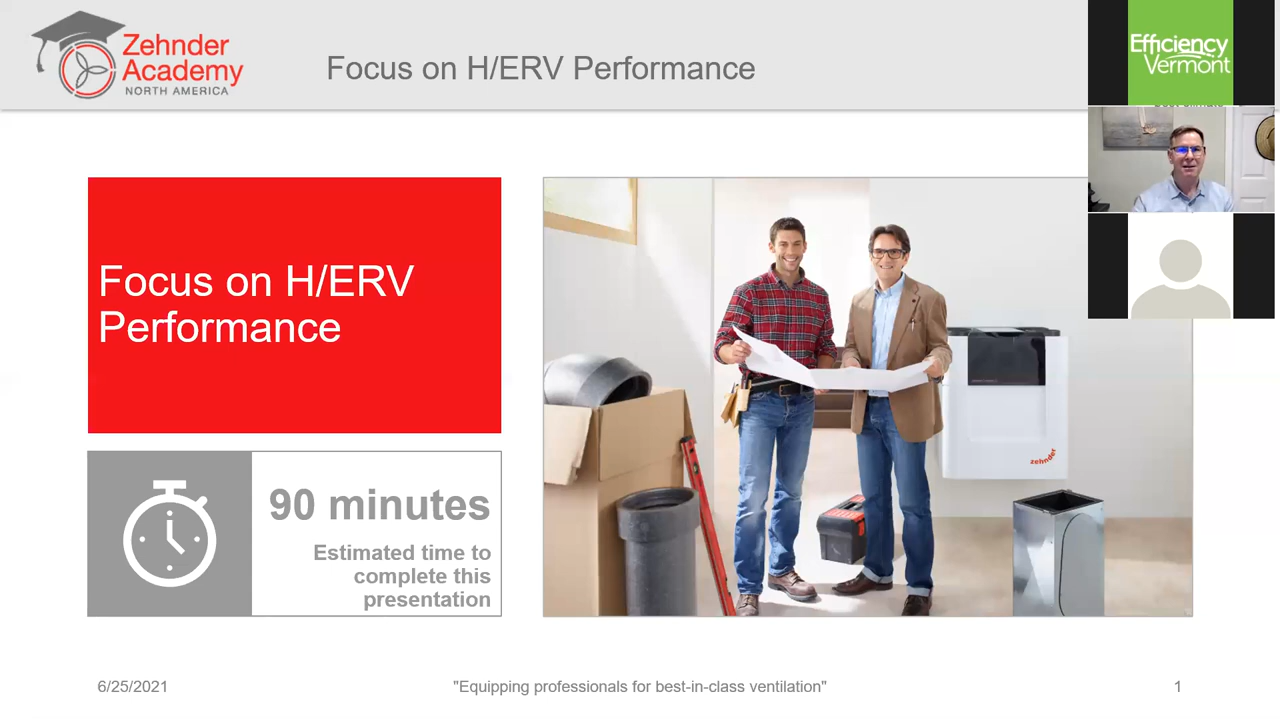 Zehnder
Academy
NORTH AMERICA
Focus on H/ERV Performance
Efficiency
Vermont
Focus on H/ERV
Performance
zehnder
90 minutes
Estimated time to
complete this
presentation
6/25/2021
"Equipping professionals for best-in-class ventilation"
1